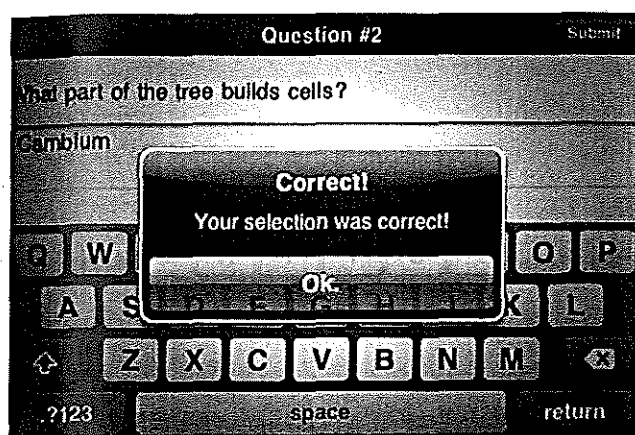 Question #2
Submit
What part of the tree builds cells?
Cambium
Correct!
Your selection was correct!
Ok.
Q W O P
A S D F G H J K L
Z X C V B N M
.?123 space return